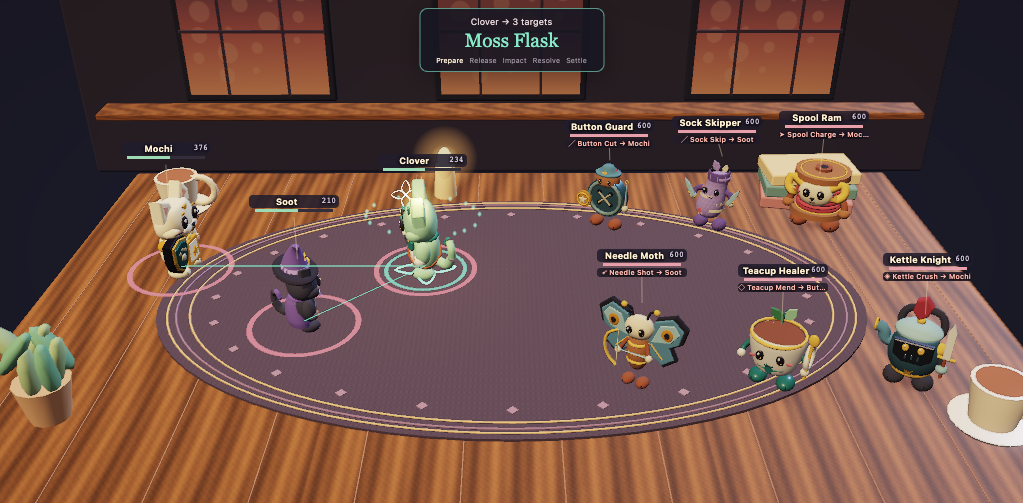 Clover → 3 targets
Moss Flask
Prepare Release Impact Resolve Settle
Mochi 376
Soot 210
Clover 234
Button Guard 600
Button Cut → Mochi
Sock Skipper 600
Sock Skip → Soot
Spool Ram 600
Spool Charge → Moc...
Needle Moth 600
Needle Shot → Soot
Teacup Healer 600
Teacup Mend → But...
Kettle Knight 600
Kettle Crush → Mochi